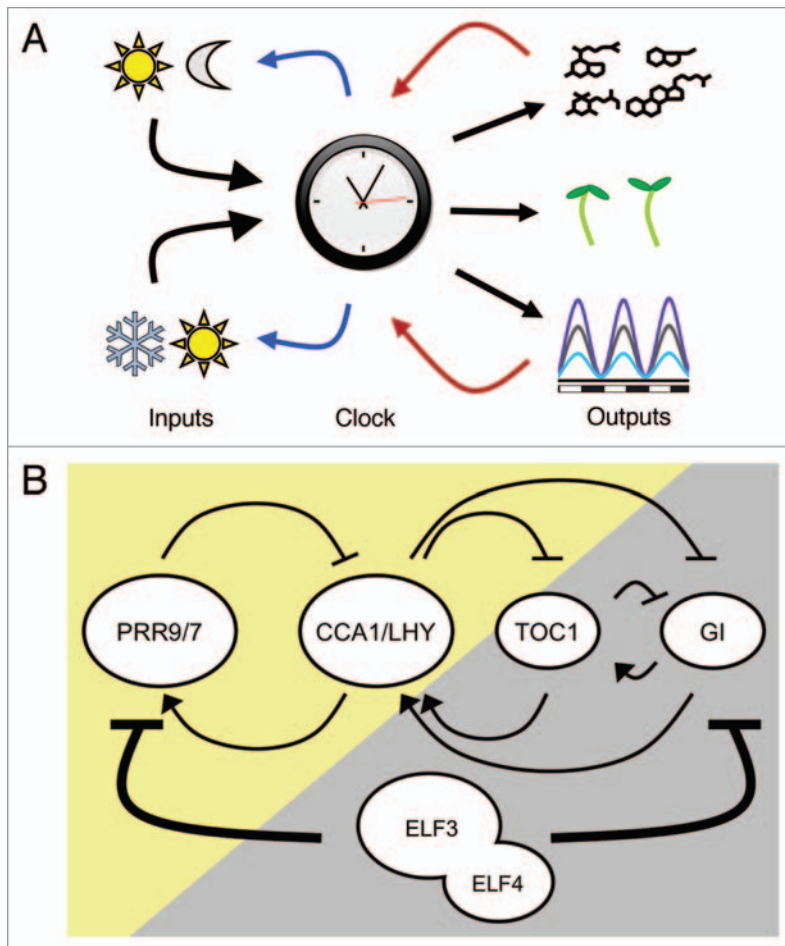 A
Inputs
Clock
Outputs
B
PRR9/7
CCA1/LHY
TOC1
GI
ELF3
ELF4